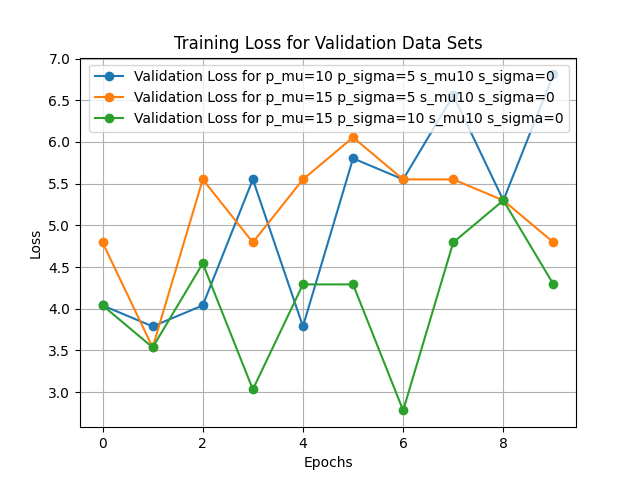 Training Loss for Validation Data Sets
Validation Loss for p_mu=10 p_sigma=5 s_mu10 s_sigma=0
Validation Loss for p_mu=15 p_sigma=5 s_mu10 s_sigma=0
Validation Loss for p_mu=15 p_sigma=10 s_mu10 s_sigma=0
7.0
6.5
6.0
5.5
5.0
4.5
4.0
3.5
3.0
Loss
0 2 4 6 8
Epochs